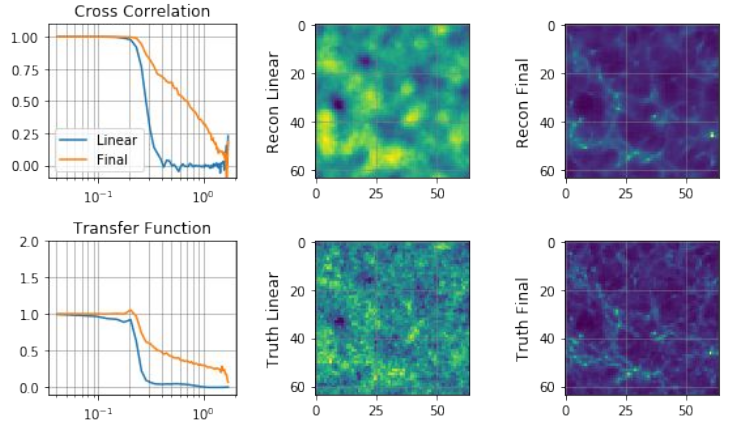 Cross Correlation
1.00
0.75
0.50
0.25
0.00
Linear
Final
10⁻¹ 10⁰
Recon Linear
0
20
40
60
0 25 50
Recon Final
0
20
40
60
0 25 50
Transfer Function
2.0
1.5
1.0
0.5
0.0
10⁻¹ 10⁰
Truth Linear
0
20
40
60
0 25 50
Truth Final
0
20
40
60
0 25 50